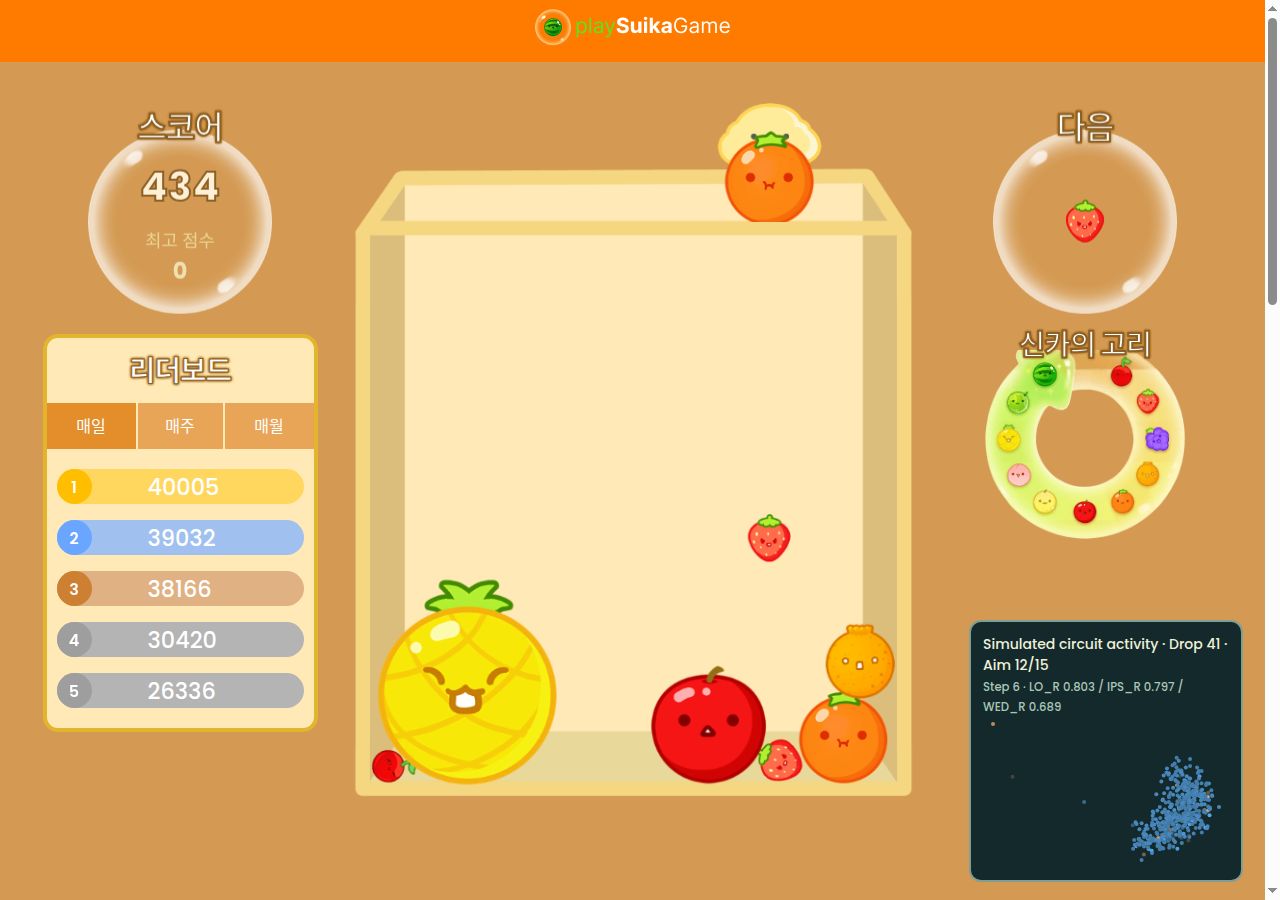 playSuikaGame
스코어
434
최고 점수
0
다음
신카의 고리
리더보드
매일 매주 매월
1 40005
2 39032
3 38166
4 30420
5 26336
Simulated circuit activity · Drop 41 ·
Aim 12/15
Step 6 · LO_R 0.803 / IPS_R 0.797 /
WED_R 0.689